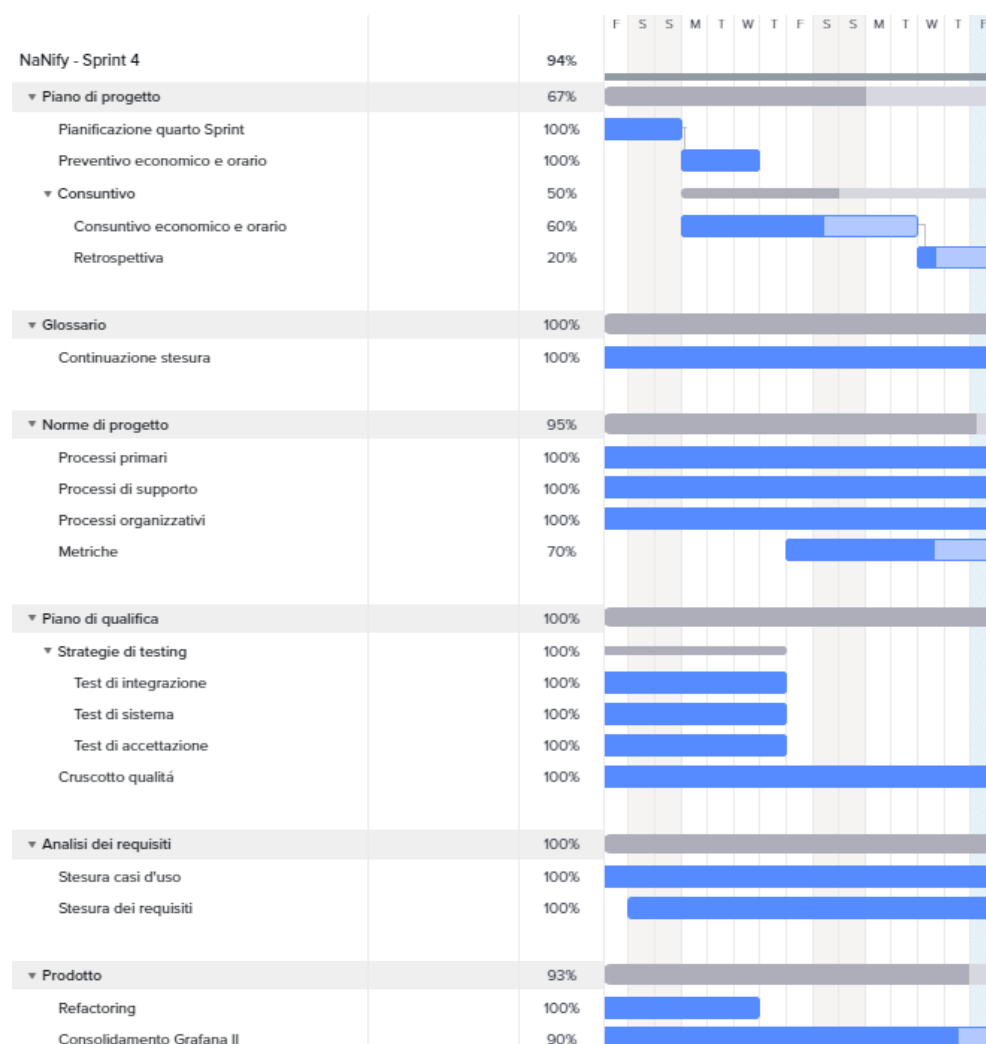 F S S M T W T F S S M T W T F
NaNify - Sprint 4 94%
Piano di progetto 67%
Pianificazione quarto Sprint 100%
Preventivo economico e orario 100%
Consuntivo 50%
Consuntivo economico e orario 60%
Retrospettiva 20%
Glossario 100%
Continuazione stesura 100%
Norme di progetto 95%
Processi primari 100%
Processi di supporto 100%
Processi organizzativi 100%
Metriche 70%
Piano di qualifica 100%
Strategie di testing 100%
Test di integrazione 100%
Test di sistema 100%
Test di accettazione 100%
Cruscotto qualitá 100%
Analisi dei requisiti 100%
Stesura casi d'uso 100%
Stesura dei requisiti 100%
Prodotto 93%
Refactoring 100%
Consolidamento Grafana II 90%